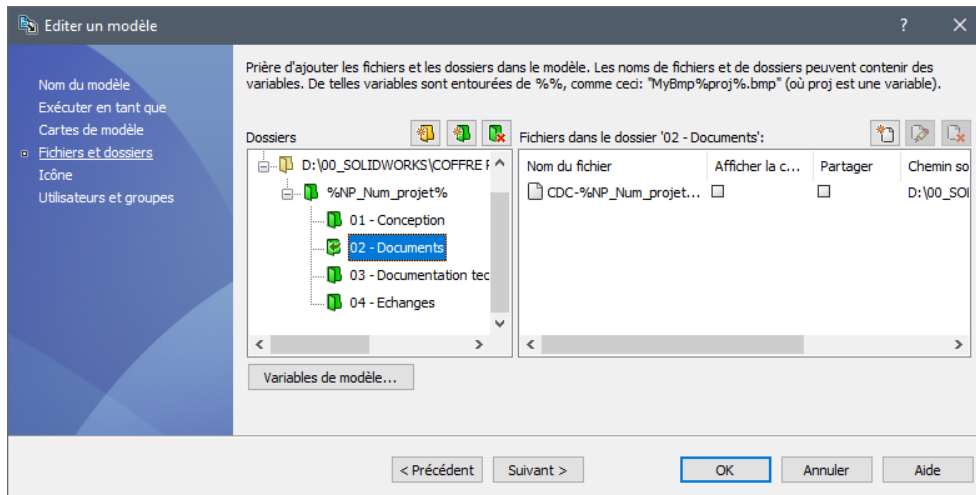 Editer un modèle
?
Nom du modèle
Exécuter en tant que
Cartes de modèle
Fichiers et dossiers
Icône
Utilisateurs et groupes
Prière d'ajouter les fichiers et les dossiers dans le modèle. Les noms de fichiers et de dossiers peuvent contenir des
variables. De telles variables sont entourées de %%, comme ceci: "MyBmp%proj%.bmp" (où proj est une variable).
Dossiers
D:\00_SOLIDWORKS\COFFRE F
%NP_Num_projet%
01 - Conception
02 - Documents
03 - Documentation tec
04 - Echanges
Variables de modèle...
Fichiers dans le dossier '02 - Documents':
Nom du fichier Afficher la c... Partager Chemin so
CDC-%NP_Num_projet... D:\00_SOI
< Précédent Suivant > OK Annuler Aide